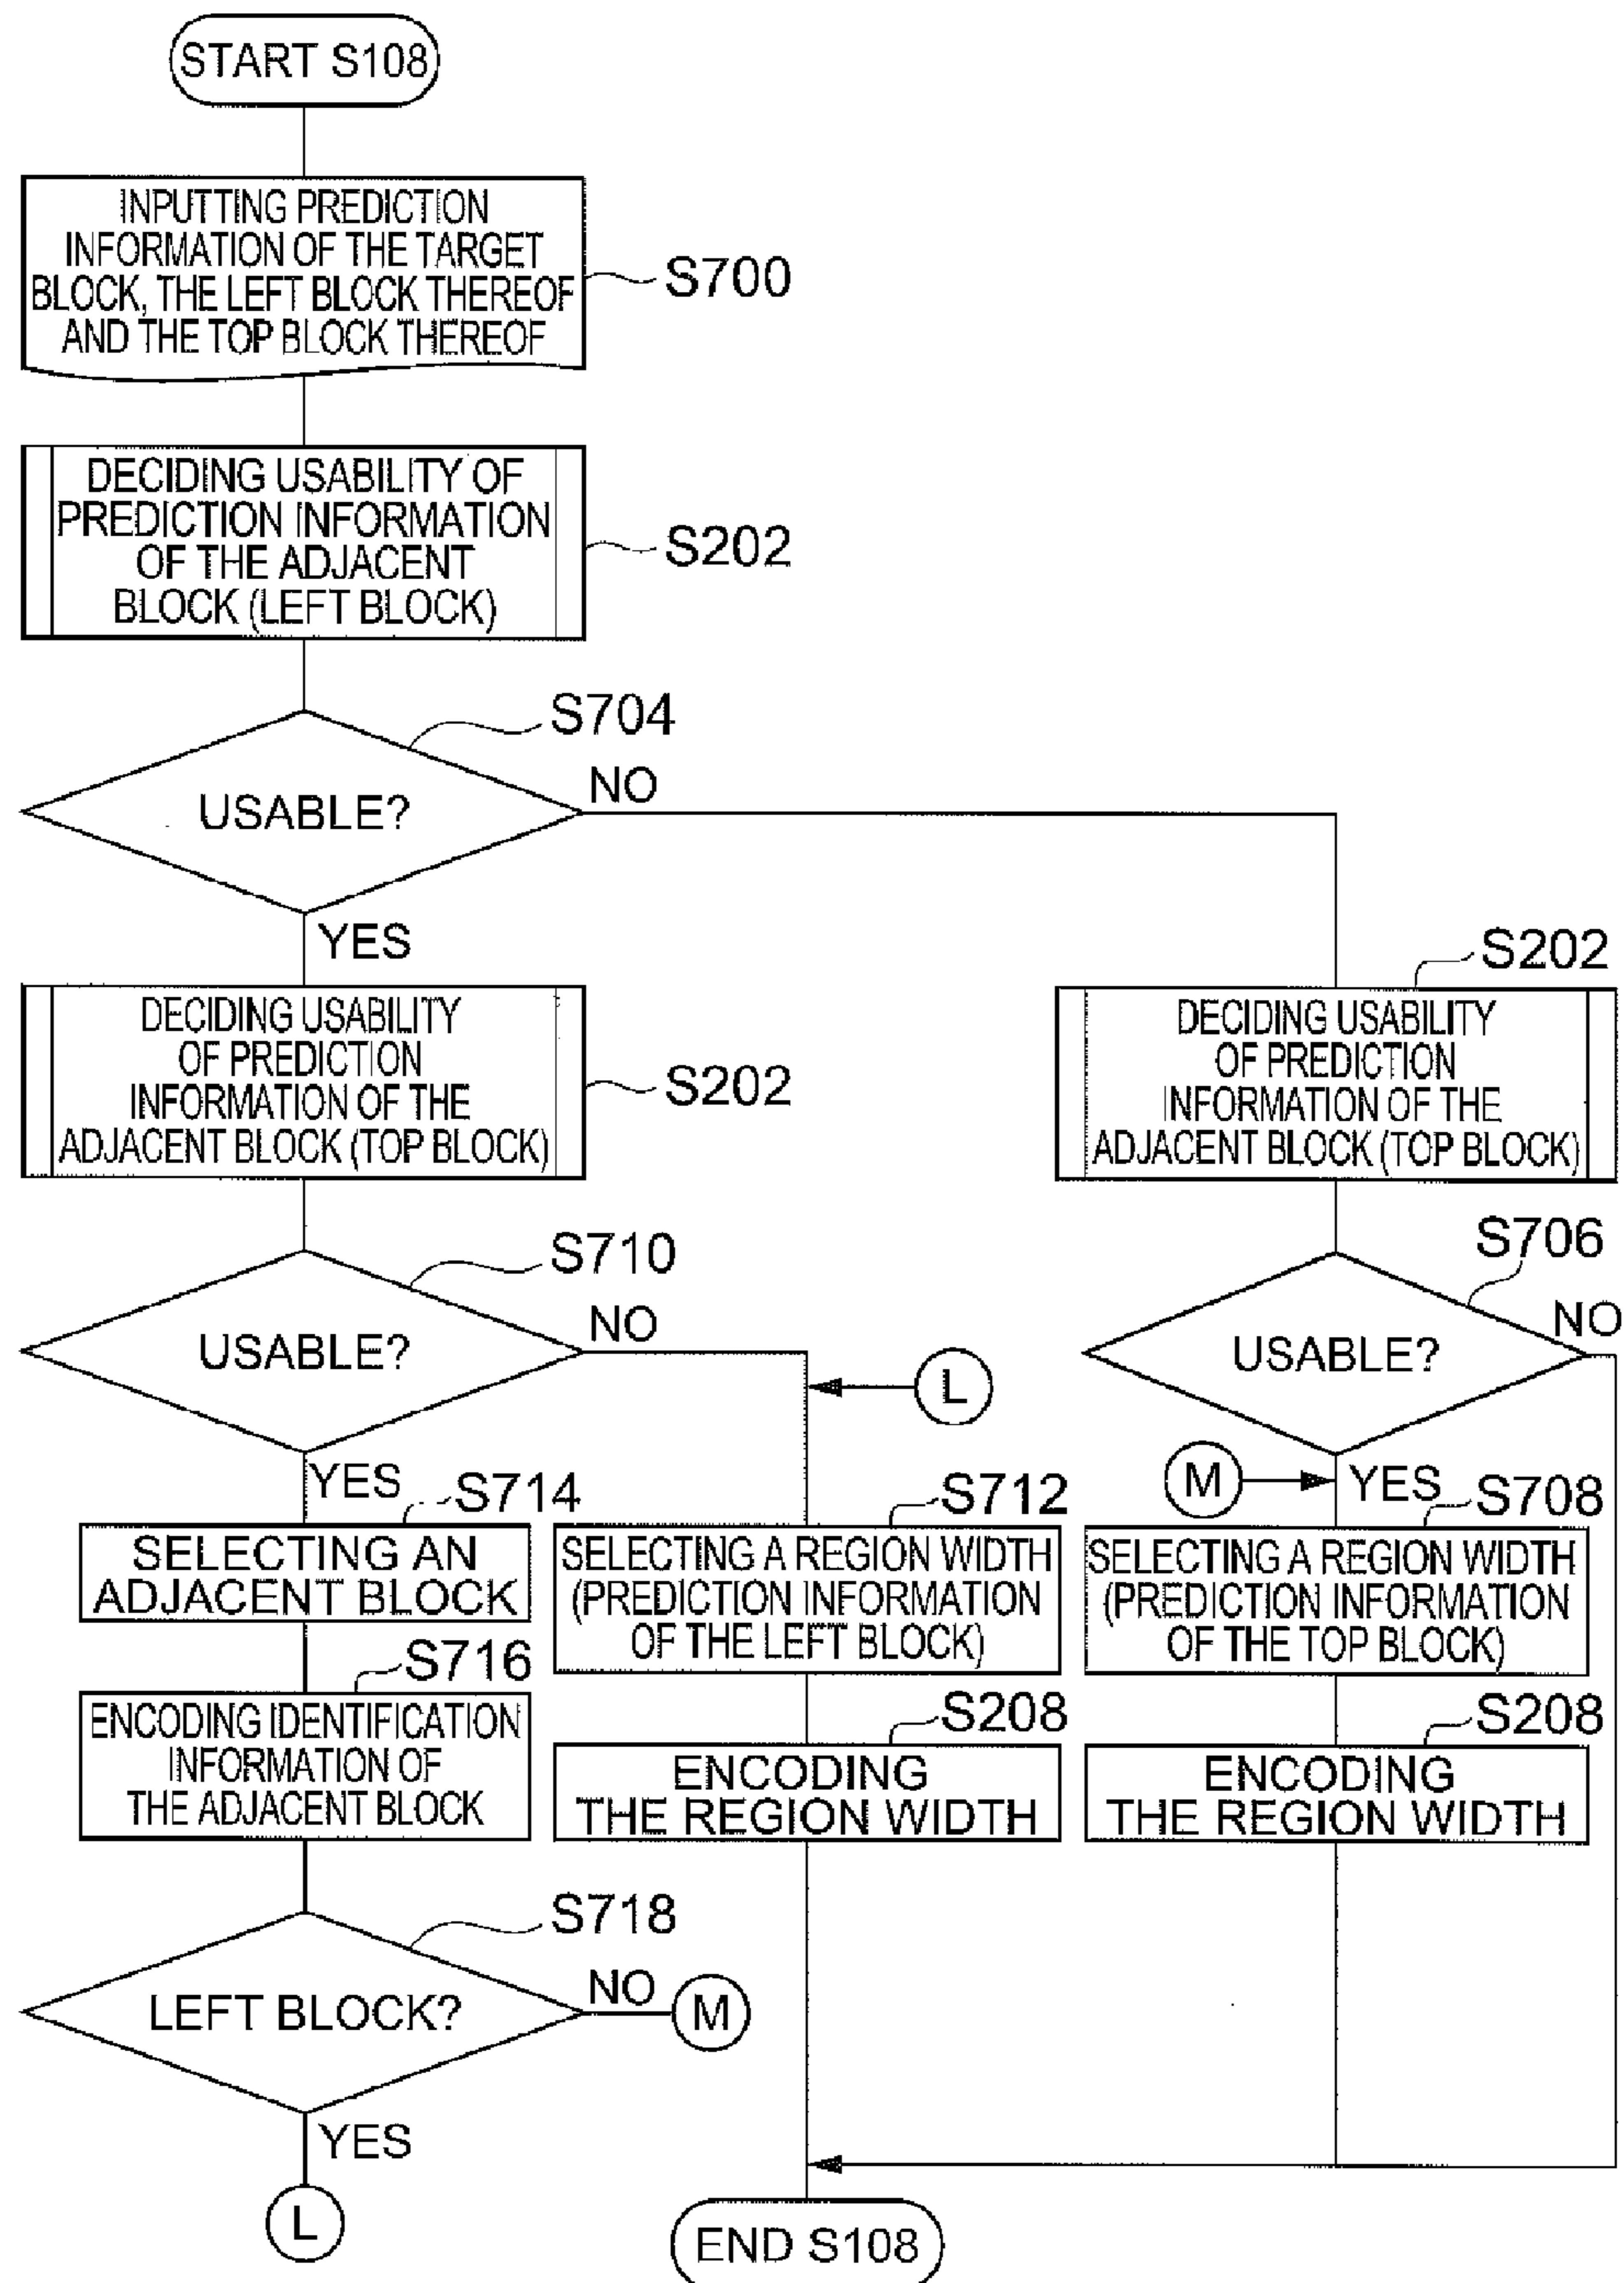 START S108
INPUTTING PREDICTION
INFORMATION OF THE TARGET
BLOCK, THE LEFT BLOCK THEREOF
AND THE TOP BLOCK THEREOF
S700
DECIDING USABILITY OF
PREDICTION INFORMATION
OF THE ADJACENT
BLOCK (LEFT BLOCK)
S202
S704
USABLE?
NO
YES
DECIDING USABILITY
OF PREDICTION
INFORMATION OF THE
ADJACENT BLOCK (TOP BLOCK)
S202
S202
DECIDING USABILITY
OF PREDICTION
INFORMATION OF THE
ADJACENT BLOCK (TOP BLOCK)
S710
USABLE?
NO
L
S706
USABLE?
NO
YES
M
YES
S714
SELECTING AN
ADJACENT BLOCK
S712
SELECTING A REGION WIDTH
(PREDICTION INFORMATION
OF THE LEFT BLOCK)
S708
SELECTING A REGION WIDTH
(PREDICTION INFORMATION
OF THE TOP BLOCK)
S716
ENCODING IDENTIFICATION
INFORMATION OF
THE ADJACENT BLOCK
S208
ENCODING
THE REGION WIDTH
S208
ENCODING
THE REGION WIDTH
S718
LEFT BLOCK?
NO
M
YES
L
END S108